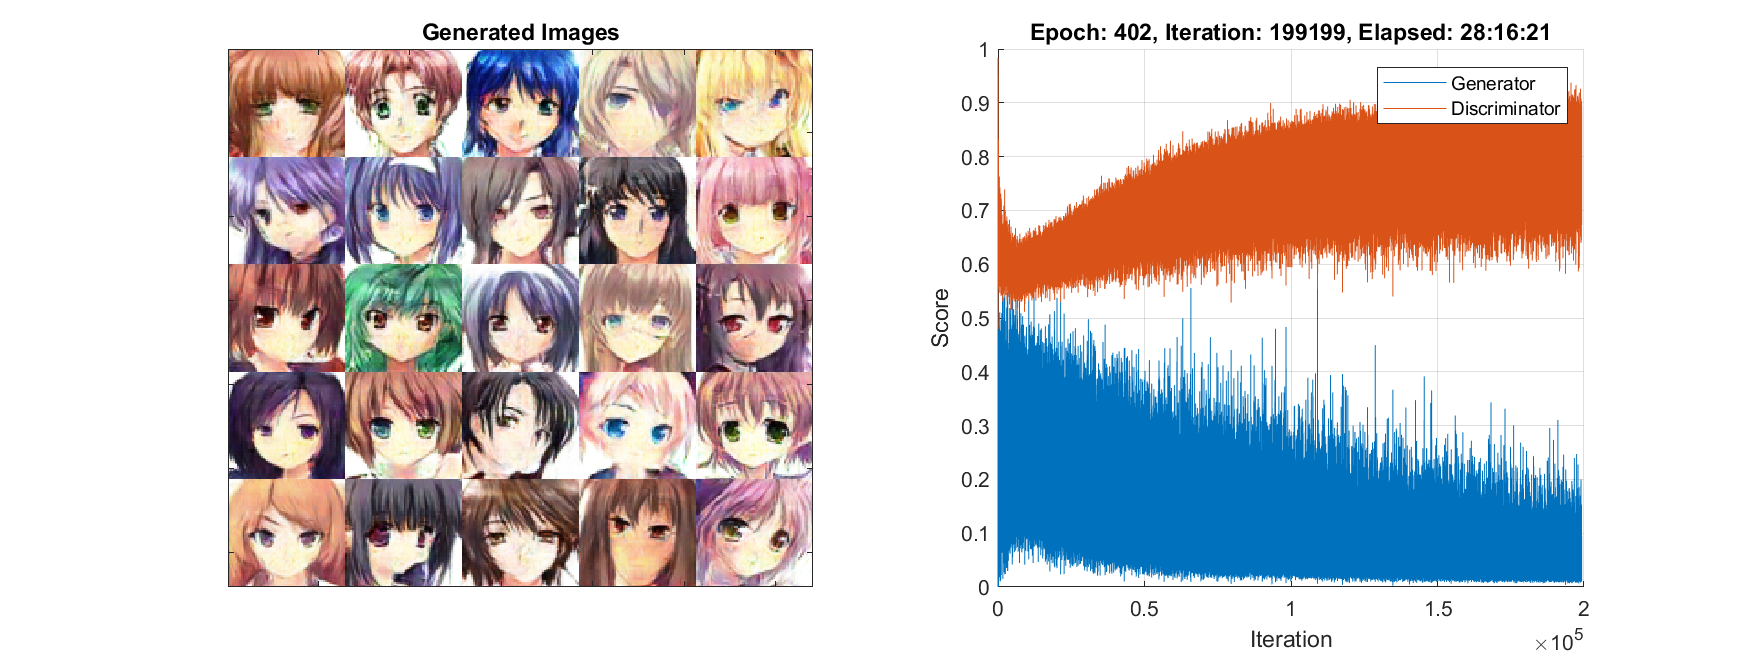 Generated Images
Epoch: 402, Iteration: 199199, Elapsed: 28:16:21
Generator
Discriminator
1
0.9
0.8
0.7
0.6
0.5
0.4
0.3
0.2
0.1
0
Score
0
0.5
1
1.5
2
Iteration
×10⁵